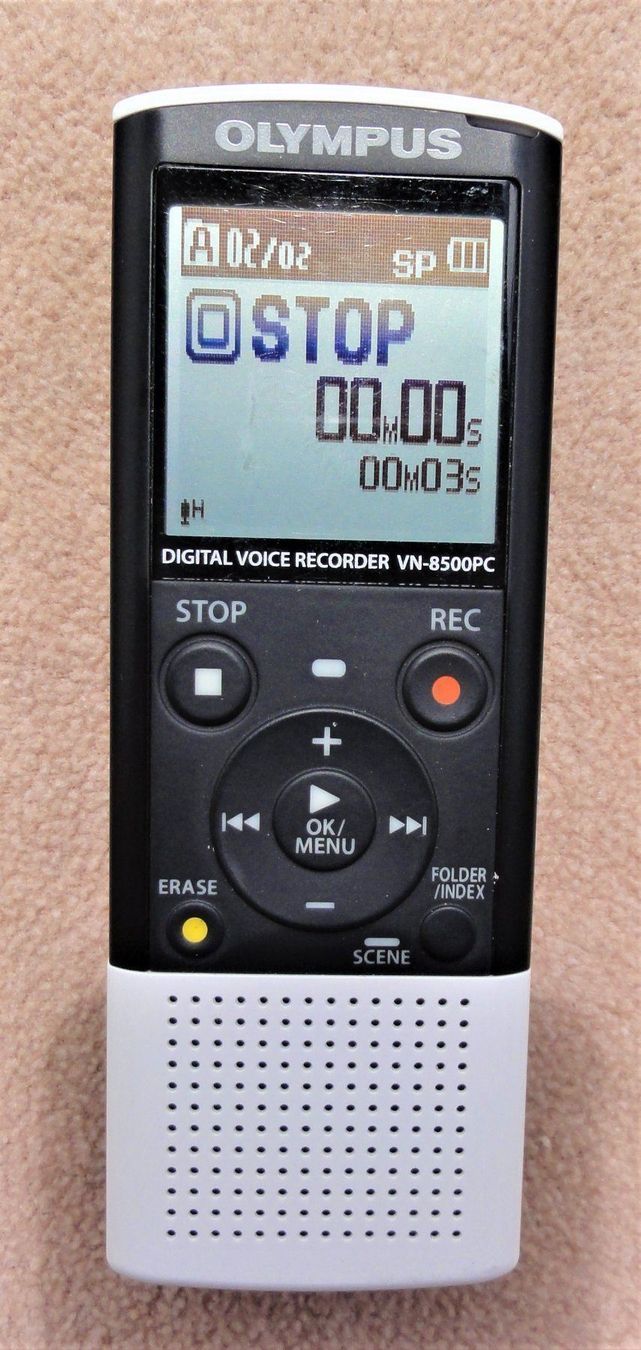 OLYMPUS
A 02/02 SP
STOP
00M00S
00M03S
H
DIGITAL VOICE RECORDER VN-8500PC
STOP
REC
OK/
MENU
ERASE
FOLDER
/INDEX
SCENE